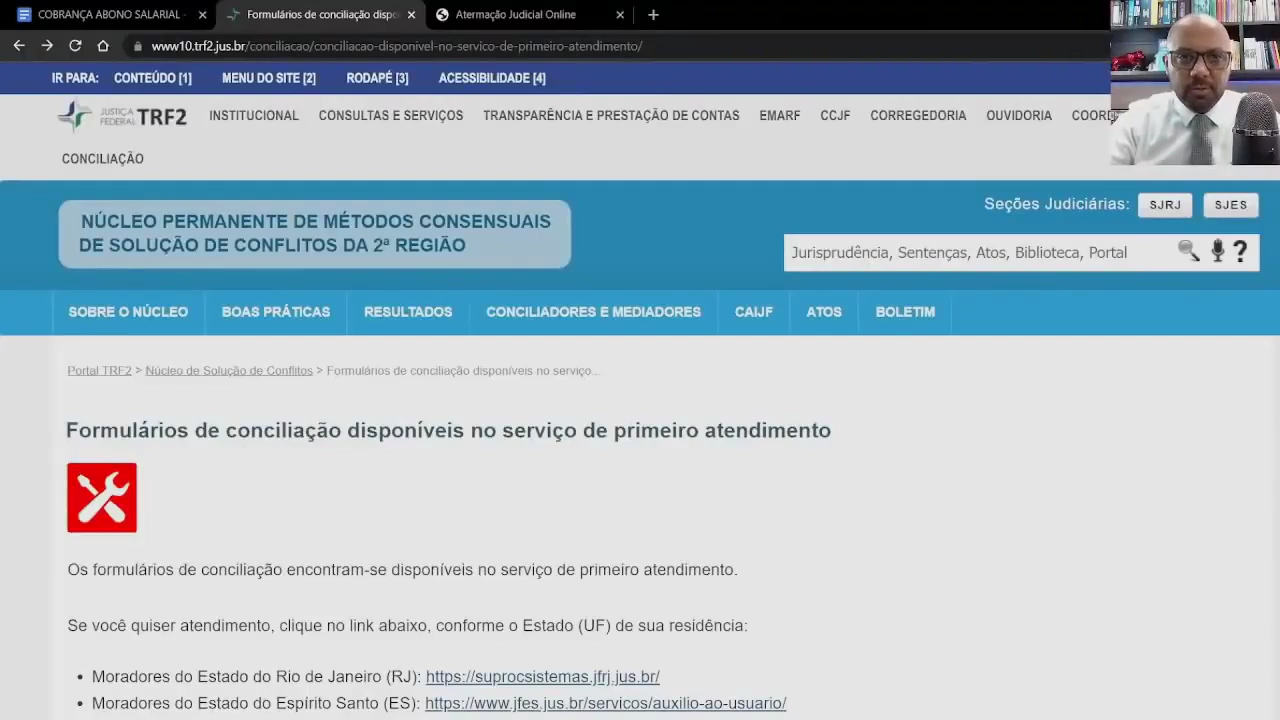 COBRANÇA ABONO SALARIAL -
Formulários de conciliação dispo
Atermação Judicial Online
www10.trf2.jus.br/conciliacao/conciliacao-disponivel-no-servico-de-primeiro-atendimento/
IR PARA: CONTEÚDO [1] MENU DO SITE [2] RODAPÉ [3] ACESSIBILIDADE [4]
JUSTIÇA FEDERAL TRF2 INSTITUCIONAL CONSULTAS E SERVIÇOS TRANSPARÊNCIA E PRESTAÇÃO DE CONTAS EMARF CCJF CORREGEDORIA OUVIDORIA COORD
CONCILIAÇÃO
NÚCLEO PERMANENTE DE MÉTODOS CONSENSUAIS
DE SOLUÇÃO DE CONFLITOS DA 2ª REGIÃO
Seções Judiciárias: SJRJ SJES
Jurisprudência, Sentenças, Atos, Biblioteca, Portal ?
SOBRE O NÚCLEO BOAS PRÁTICAS RESULTADOS CONCILIADORES E MEDIADORES CAIJF ATOS BOLETIM
Portal TRF2 > Núcleo de Solução de Conflitos > Formulários de conciliação disponíveis no serviço...
Formulários de conciliação disponíveis no serviço de primeiro atendimento
Os formulários de conciliação encontram-se disponíveis no serviço de primeiro atendimento.
Se você quiser atendimento, clique no link abaixo, conforme o Estado (UF) de sua residência:
• Moradores do Estado do Rio de Janeiro (RJ): https://suprocsistemas.jfrj.jus.br/
• Moradores do Estado do Espírito Santo (ES): https://www.jfes.jus.br/servicos/auxilio-ao-usuario/